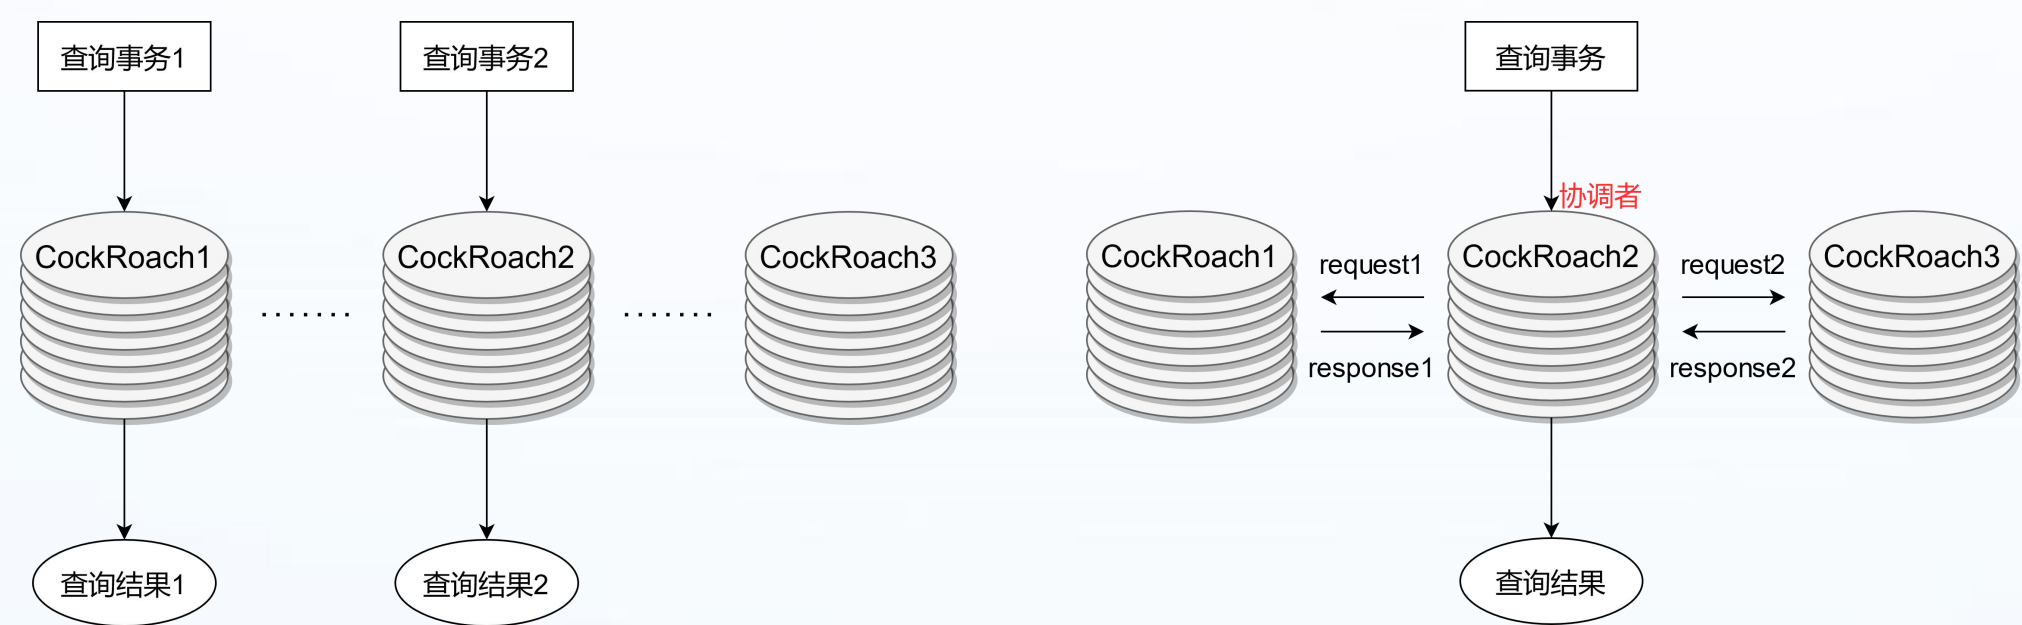 查询事务1
查询事务2
查询事务
协调者
CockRoach1
CockRoach2
CockRoach3
CockRoach1
request1
CockRoach2
request2
CockRoach3
response1
response2
查询结果1
查询结果2
查询结果